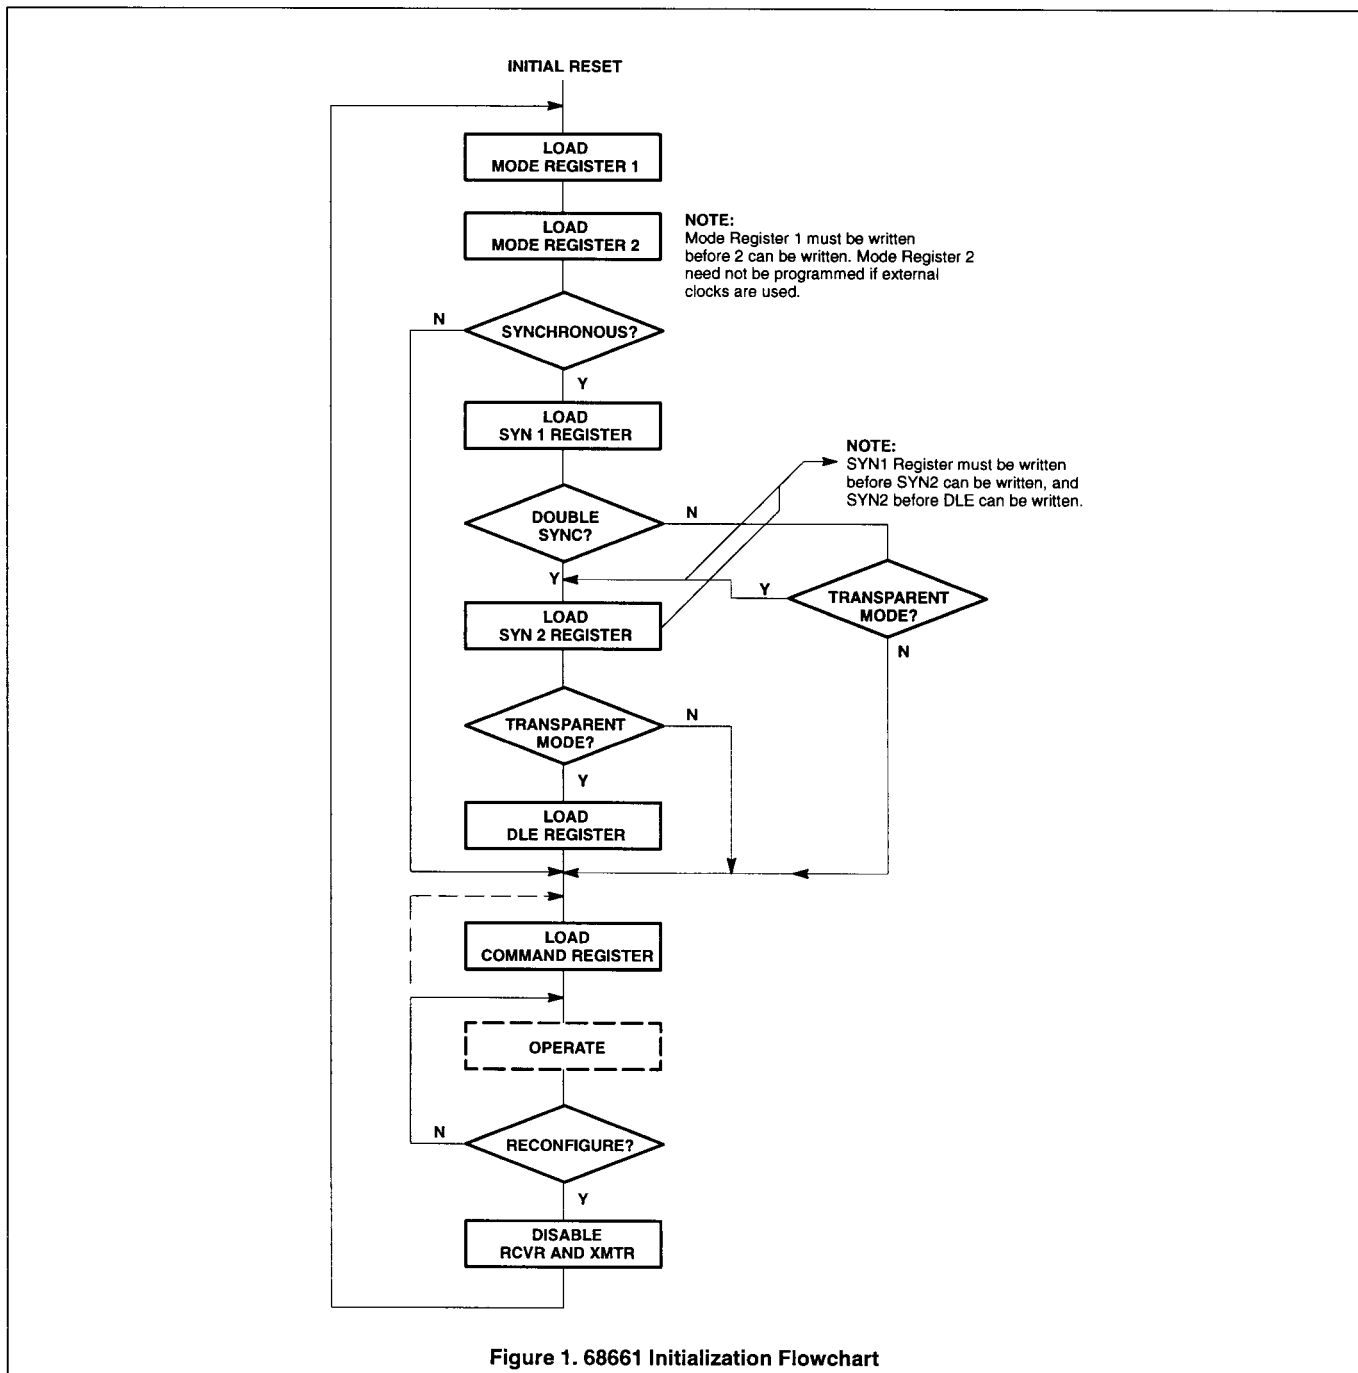 INITIAL RESET
LOAD
MODE REGISTER 1
LOAD
MODE REGISTER 2
NOTE:
Mode Register 1 must be written
before 2 can be written. Mode Register 2
need not be programmed if external
clocks are used.
N
SYNCHRONOUS?
Y
LOAD
SYN 1 REGISTER
NOTE:
SYN1 Register must be written
before SYN2 can be written, and
SYN2 before DLE can be written.
DOUBLE
SYNC?
N
Y
Y
TRANSPARENT
MODE?
N
LOAD
SYN 2 REGISTER
TRANSPARENT
MODE?
N
Y
LOAD
DLE REGISTER
LOAD
COMMAND REGISTER
OPERATE
N
RECONFIGURE?
Y
DISABLE
RCVR AND XMTR
Figure 1. 68661 Initialization Flowchart